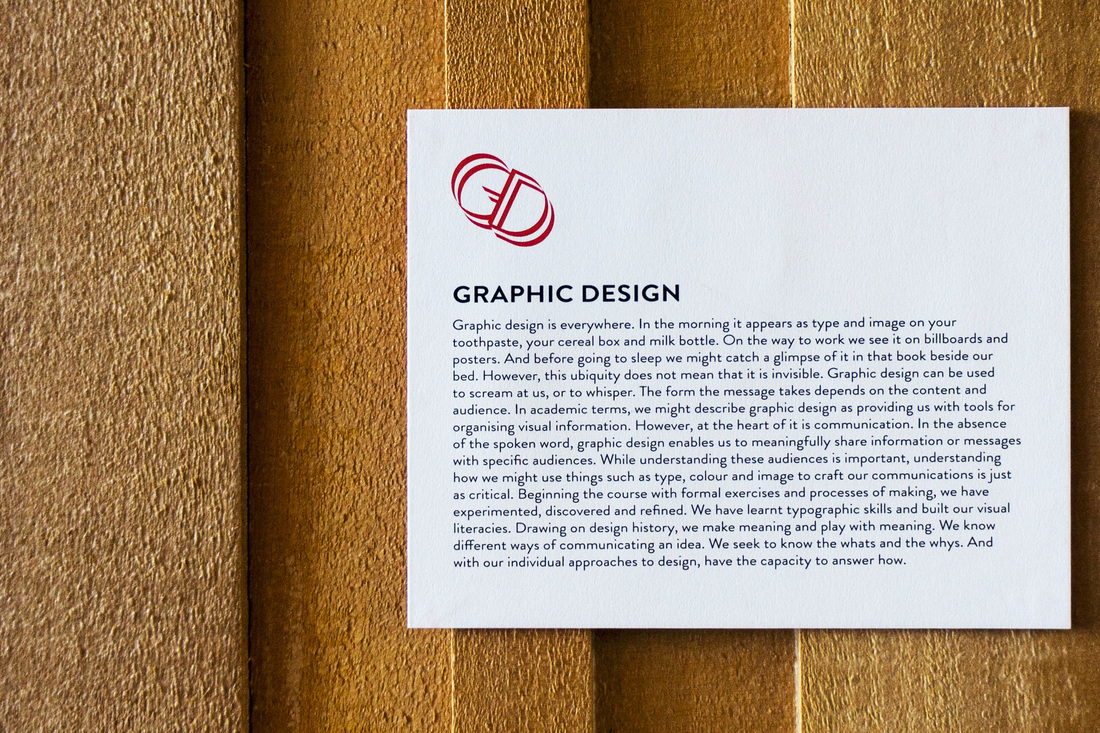 GD
GRAPHIC DESIGN
Graphic design is everywhere. In the morning it appears as type and image on your
toothpaste, your cereal box and milk bottle. On the way to work we see it on billboards and
posters. And before going to sleep we might catch a glimpse of it in that book beside our
bed. However, this ubiquity does not mean that it is invisible. Graphic design can be used
to scream at us, or to whisper. The form the message takes depends on the content and
audience. In academic terms, we might describe graphic design as providing us with tools for
organising visual information. However, at the heart of it is communication. In the absence
of the spoken word, graphic design enables us to meaningfully share information or messages
with specific audiences. While understanding these audiences is important, understanding
how we might use things such as type, colour and image to craft our communications is just
as critical. Beginning the course with formal exercises and processes of making, we have
experimented, discovered and refined. We have learnt typographic skills and built our visual
literacies. Drawing on design history, we make meaning and play with meaning. We know
different ways of communicating an idea. We seek to know the whats and the whys. And
with our individual approaches to design, have the capacity to answer how.